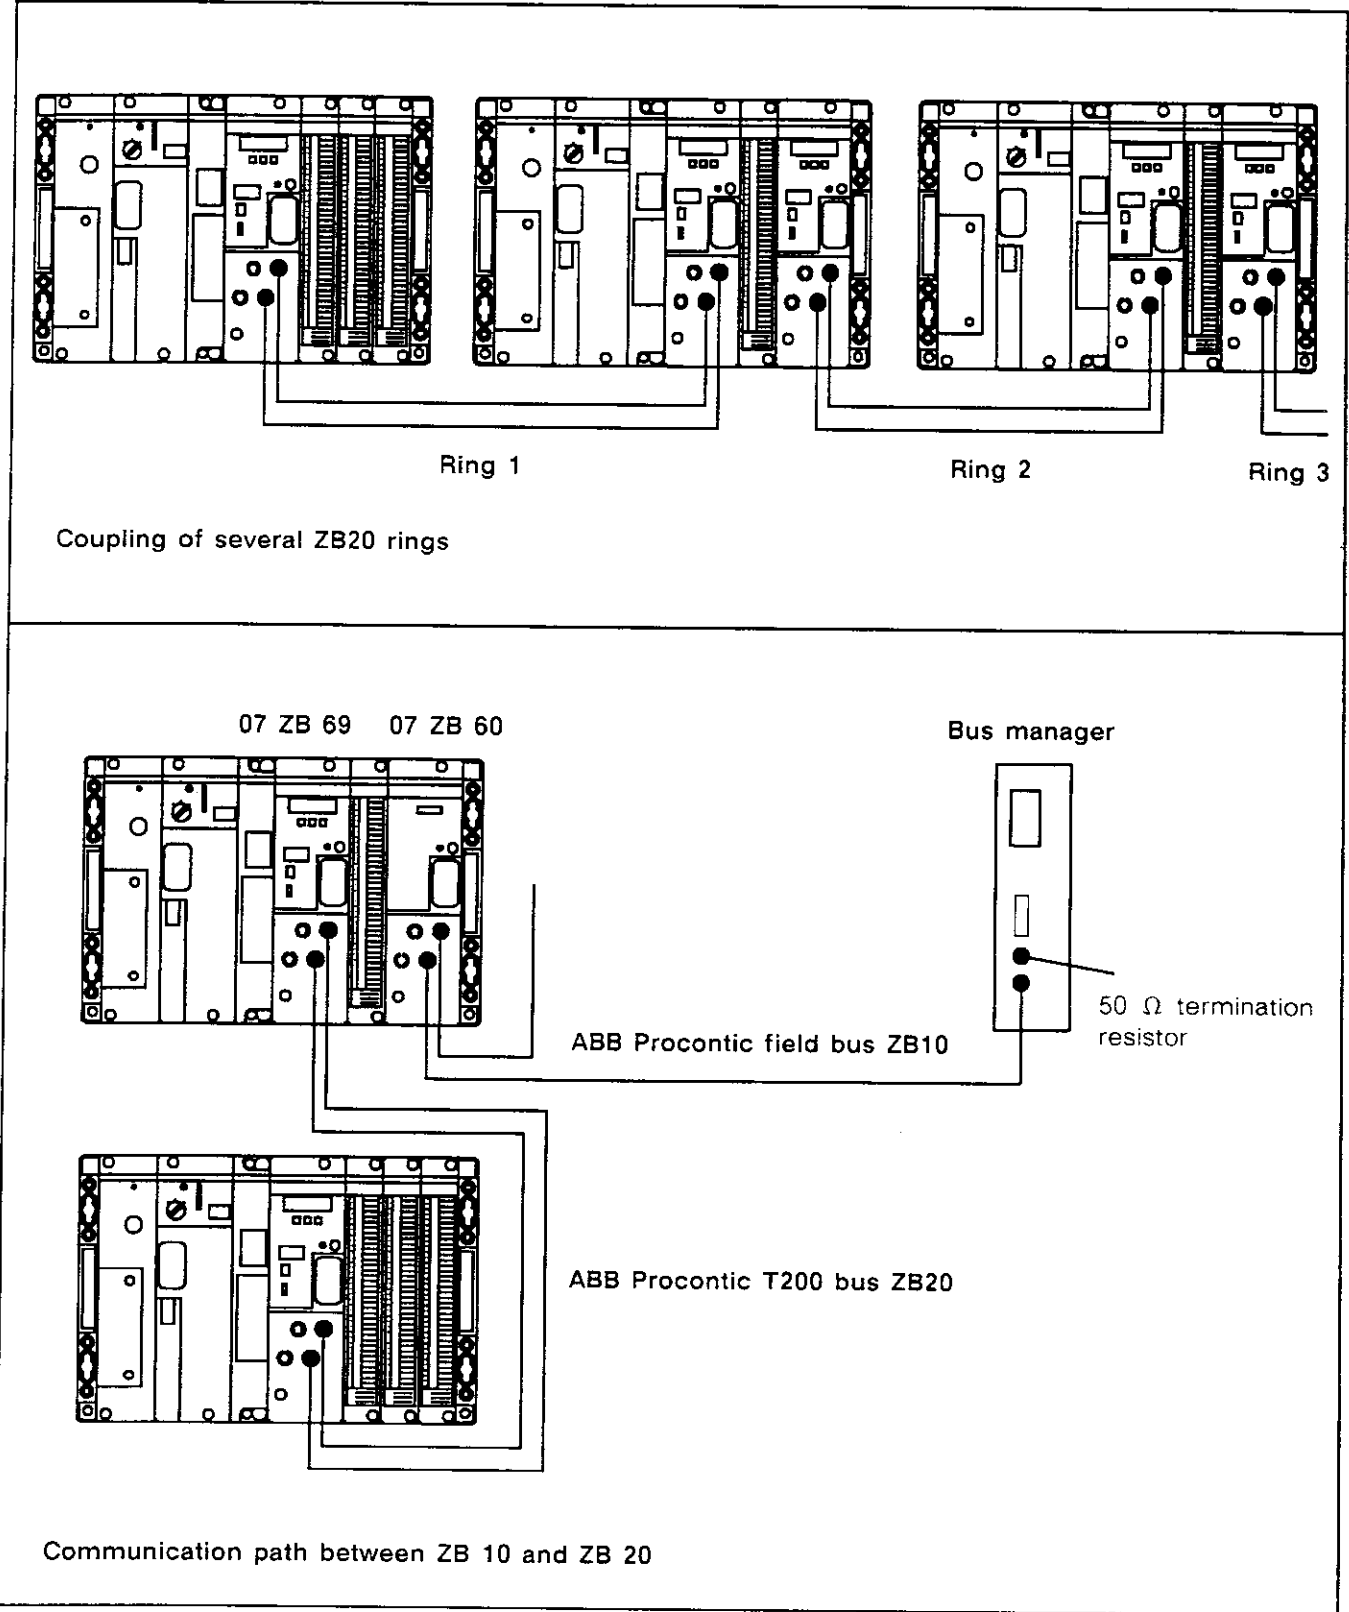 Ring 1
Ring 2
Ring 3
Coupling of several ZB20 rings
07 ZB 69 07 ZB 60
Bus manager
50 Ω termination
resistor
ABB Procontic field bus ZB10
ABB Procontic T200 bus ZB20
Communication path between ZB 10 and ZB 20